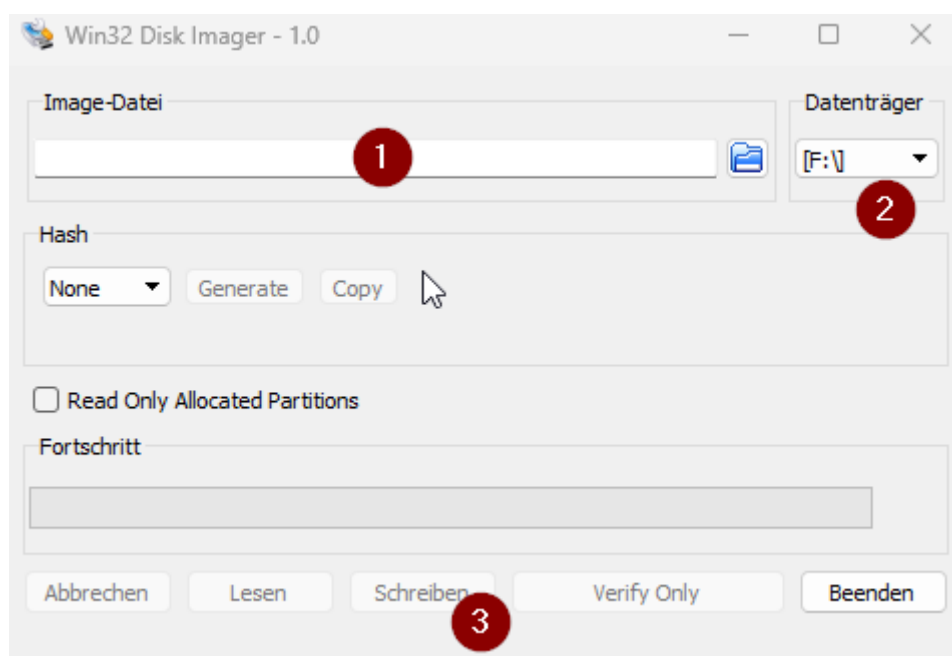 Win32 Disk Imager - 1.0
Image-Datei
Datenträger
1
[F:\]
2
Hash
None
Generate
Copy
Read Only Allocated Partitions
Fortschritt
Abbrechen
Lesen
Schreiben
Verify Only
Beenden
3